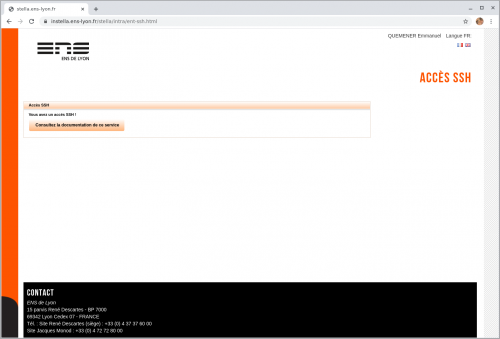 stella.ens-lyon.fr
instella.ens-lyon.fr/stella/intra/ent-ssh.html
QUEMENER Emmanuel Langue FR
ens
ENS DE LYON
ACCÈS SSH
Accès SSH
Vous avez un accès SSH !
Consultez la documentation de ce service
CONTACT
ENS de Lyon
15 parvis René Descartes - BP 7000
69342 Lyon Cedex 07 - FRANCE
Tél. : Site René Descartes (siège) : +33 (0) 4 37 37 60 00
Site Jacques Monod : +33 (0) 4 72 72 80 00